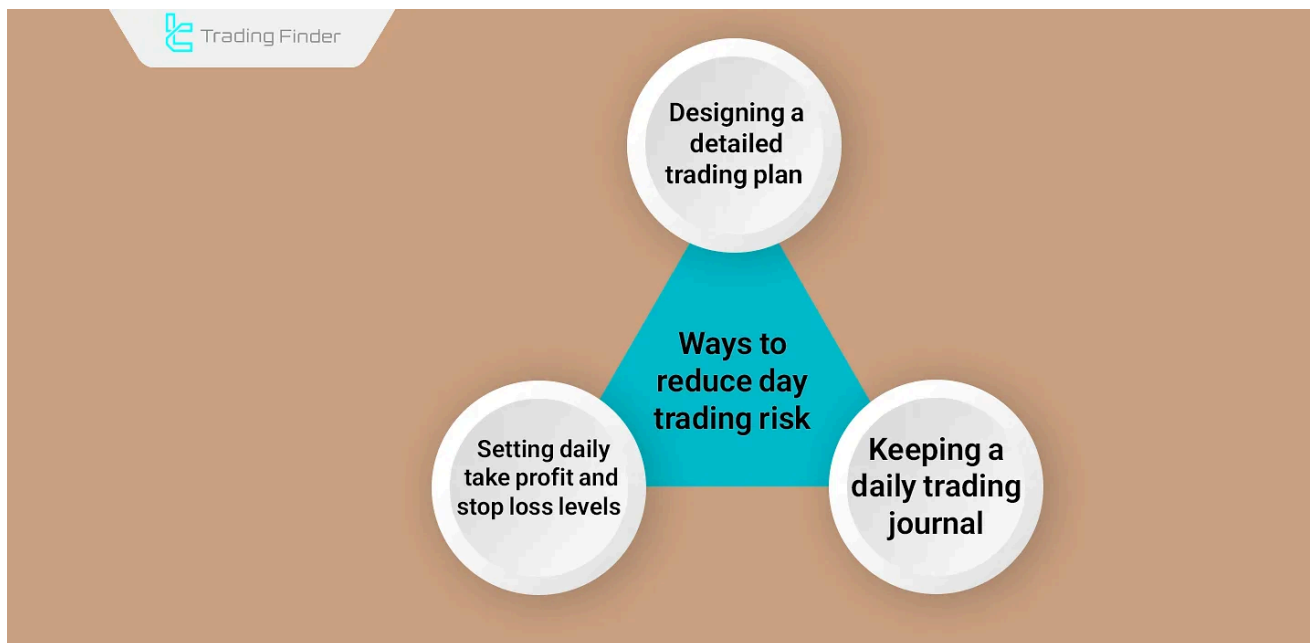 Trading Finder
Designing a
detailed
trading plan
Ways to
reduce day
trading risk
Setting daily
take profit and
stop loss levels
Keeping a
daily trading
journal